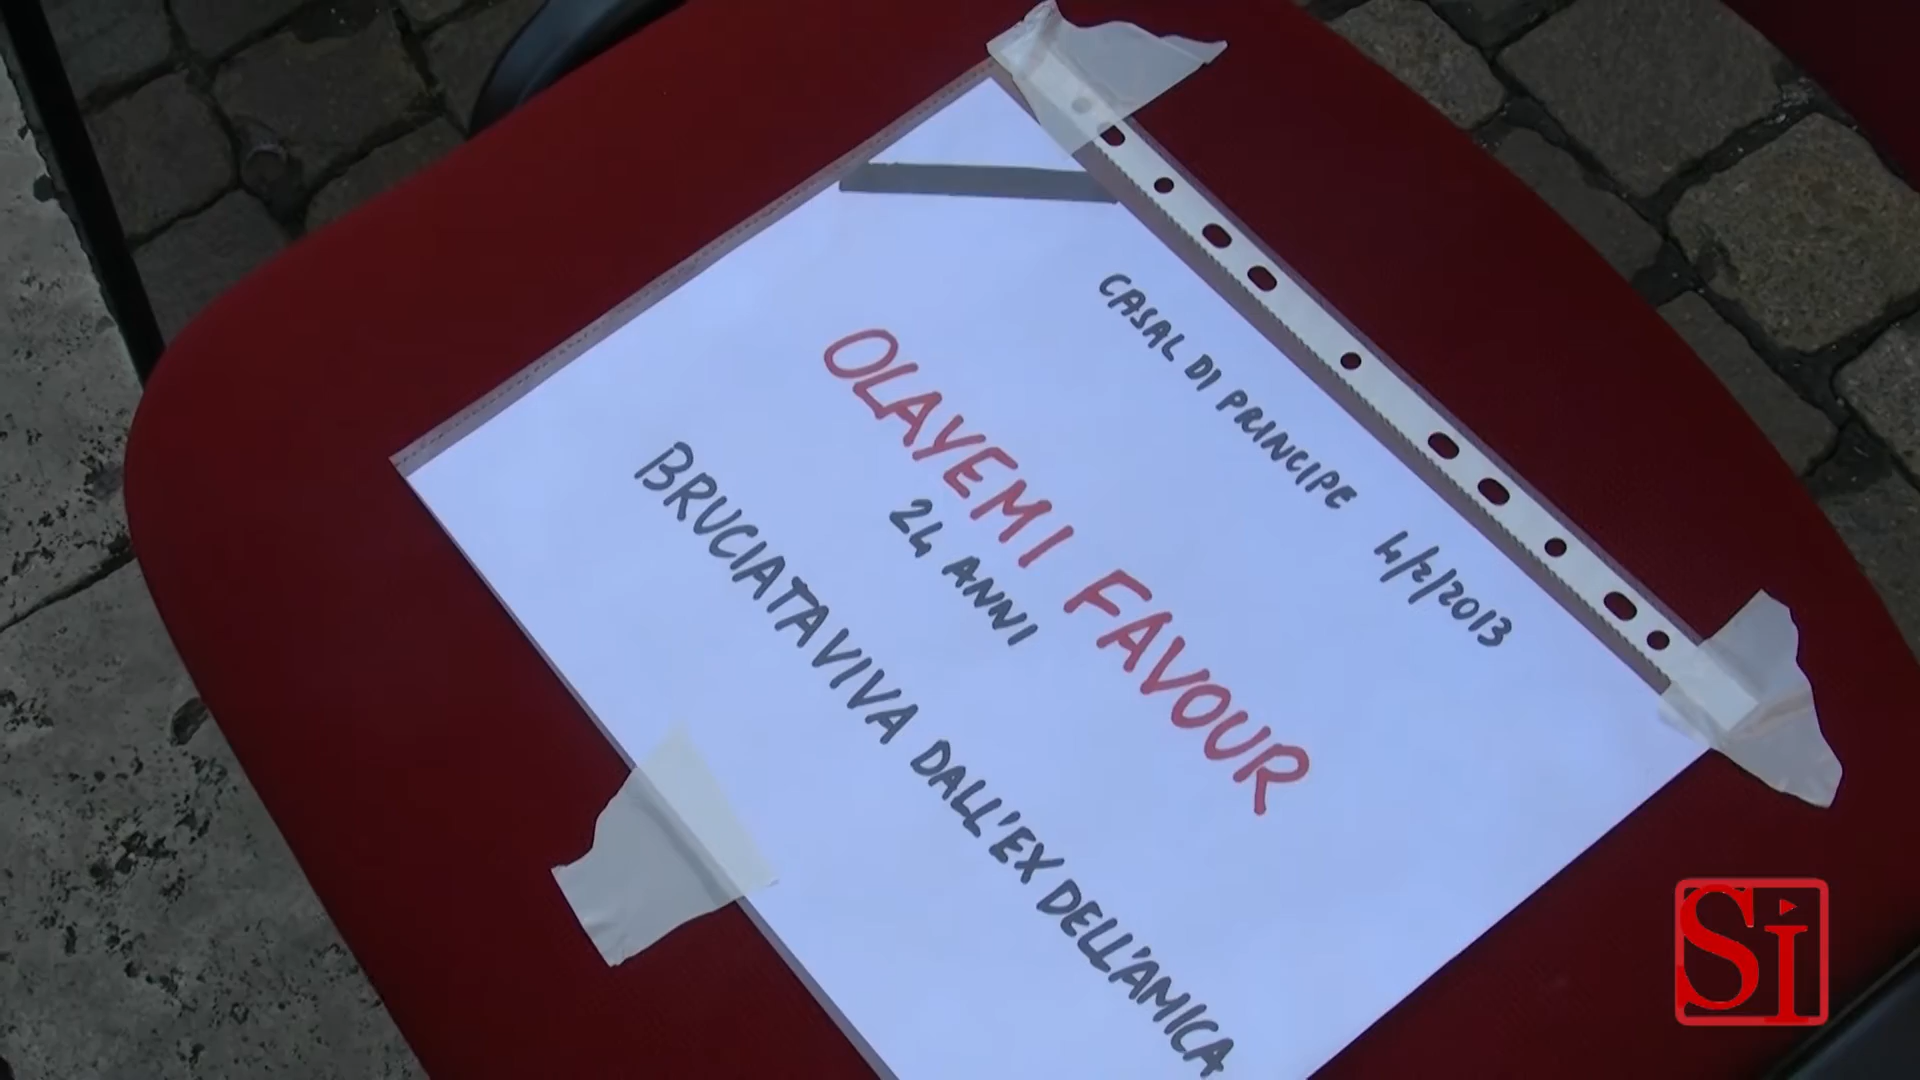 CASAL DI PRINCIPE 4/2/2013
OLAYEMI FAVOUR
24 ANNI
BRUCIATA VIVA DALL'EX DELL'AMICA
Si